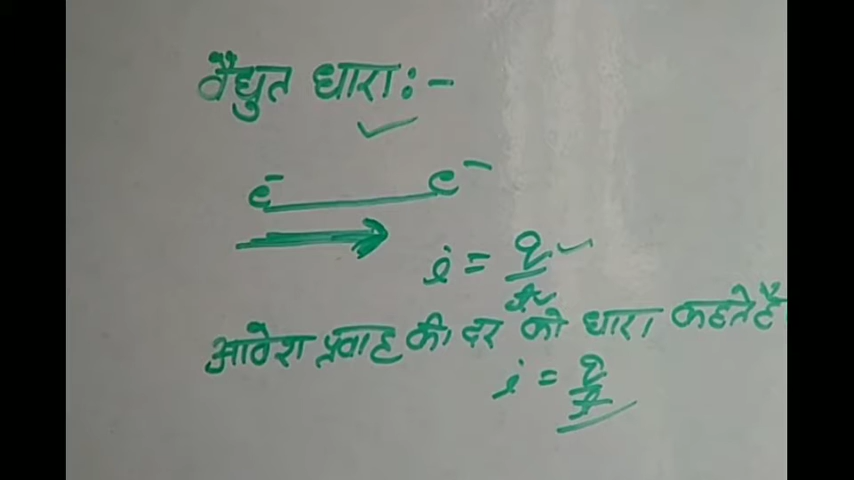 वैद्युत धारा:-
e⁻ e⁻
i = q/t
आवेश प्रवाह की दर को धारा कहते है
i = q/t